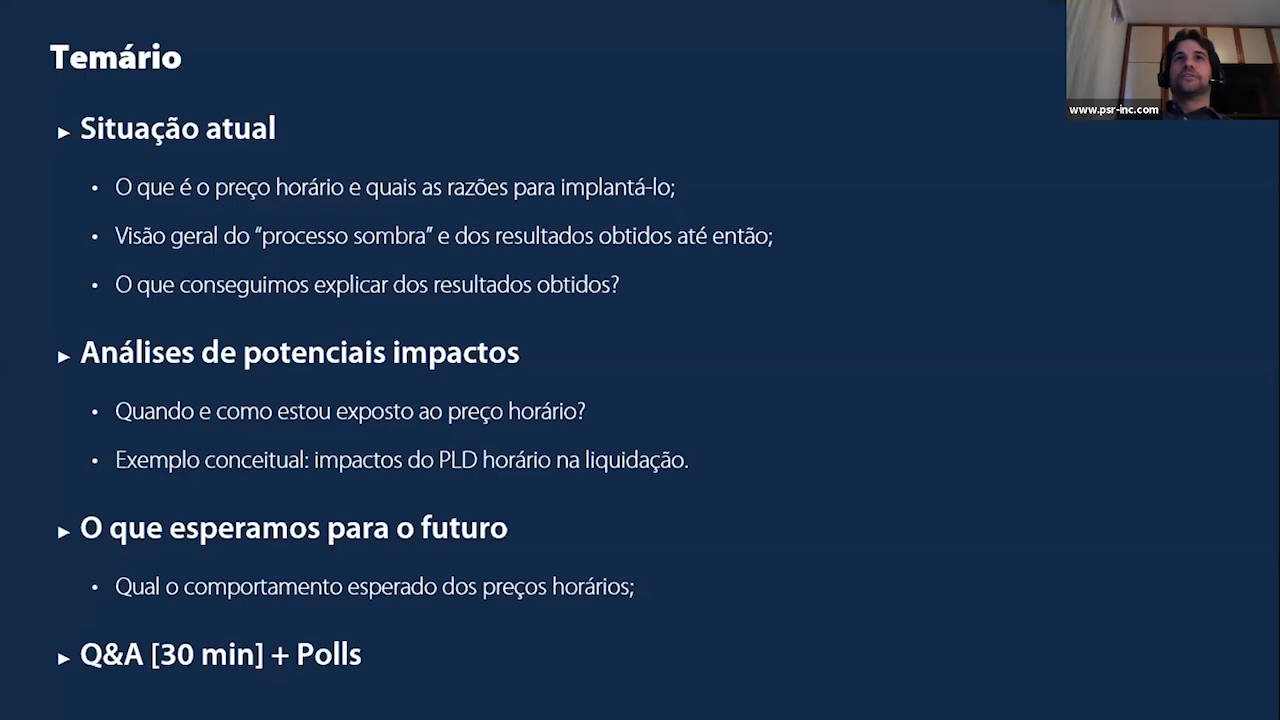 Temário
www.psr-inc.com
► Situação atual
• O que é o preço horário e quais as razões para implantá-lo;
• Visão geral do “processo sombra” e dos resultados obtidos até então;
• O que conseguimos explicar dos resultados obtidos?
► Análises de potenciais impactos
• Quando e como estou exposto ao preço horário?
• Exemplo conceitual: impactos do PLD horário na liquidação.
► O que esperamos para o futuro
• Qual o comportamento esperado dos preços horários;
► Q&A [30 min] + Polls